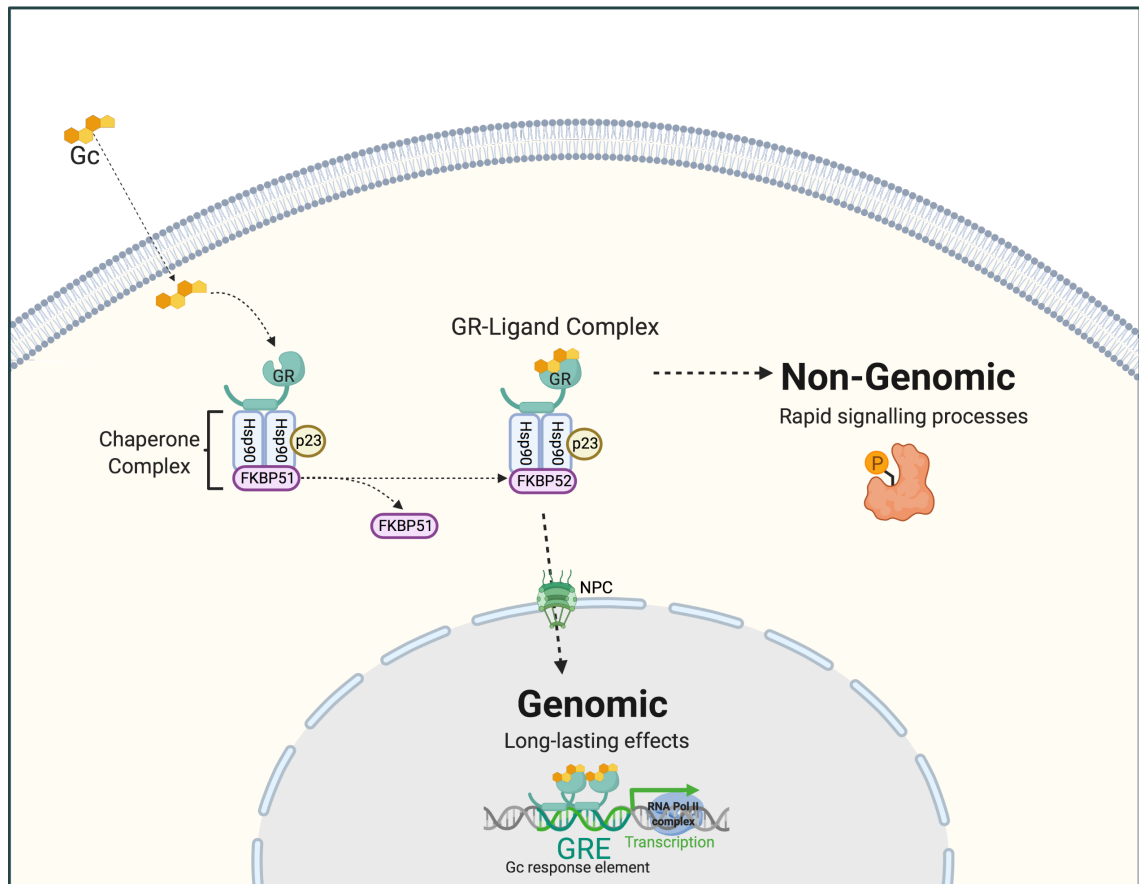 Gc
GR-Ligand Complex
GR
GR
Non-Genomic
Rapid signalling processes
Chaperone
Complex
Hsp90
Hsp90
p23
FKBP51
Hsp90
Hsp90
p23
FKBP52
P
FKBP51
NPC
Genomic
Long-lasting effects
RNA Pol II
complex
Transcription
GRE
Gc response element